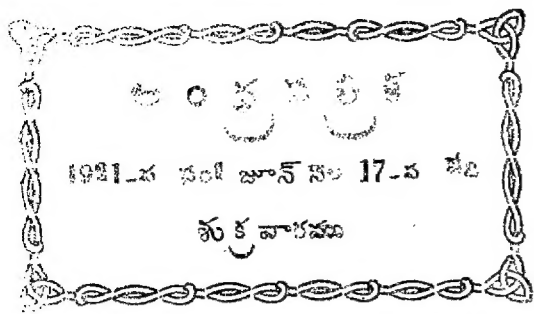 ఆంధ్రపత్రిక
1921-వ సం‌‌॥ జూన్ నెల 17-వ తేది
శుక్రవారము